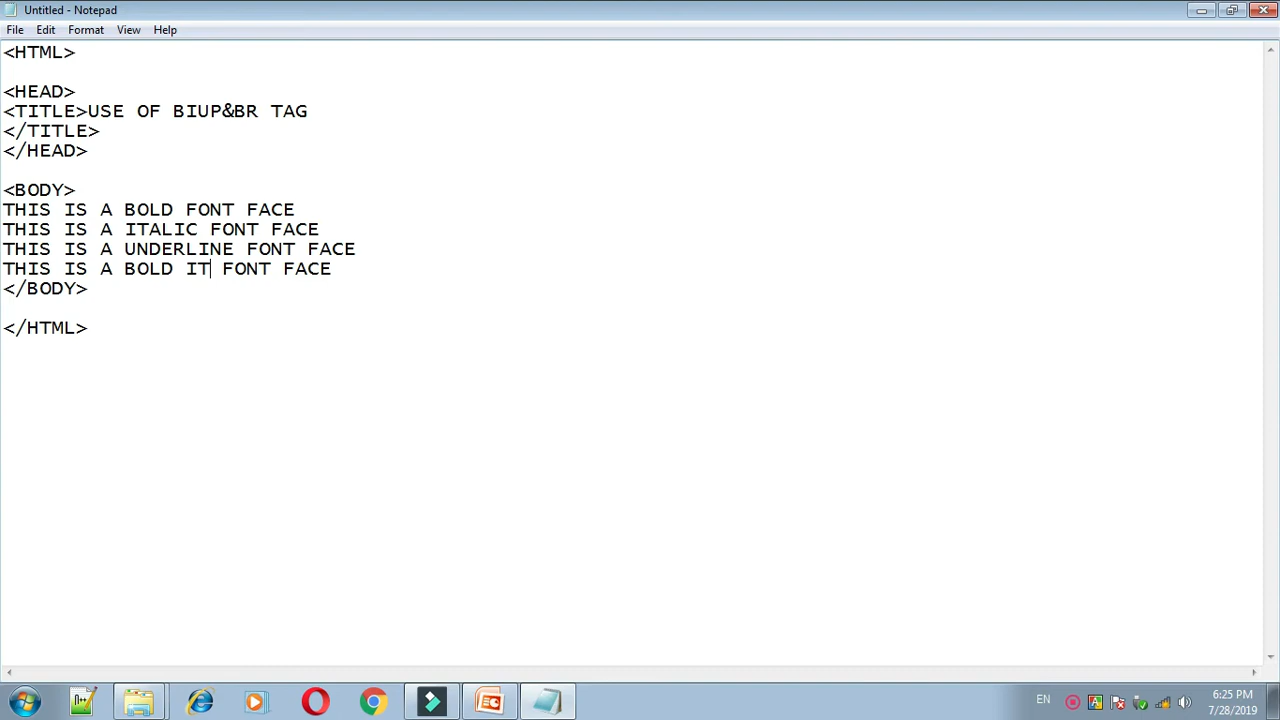 Untitled - Notepad
File Edit Format View Help
<HTML>
<HEAD>
<TITLE>USE OF BIUP&BR TAG
</TITLE>
</HEAD>
<BODY>
THIS IS A BOLD FONT FACE
THIS IS A ITALIC FONT FACE
THIS IS A UNDERLINE FONT FACE
THIS IS A BOLD IT FONT FACE
</BODY>
</HTML>
EN
6:25 PM
7/28/2019